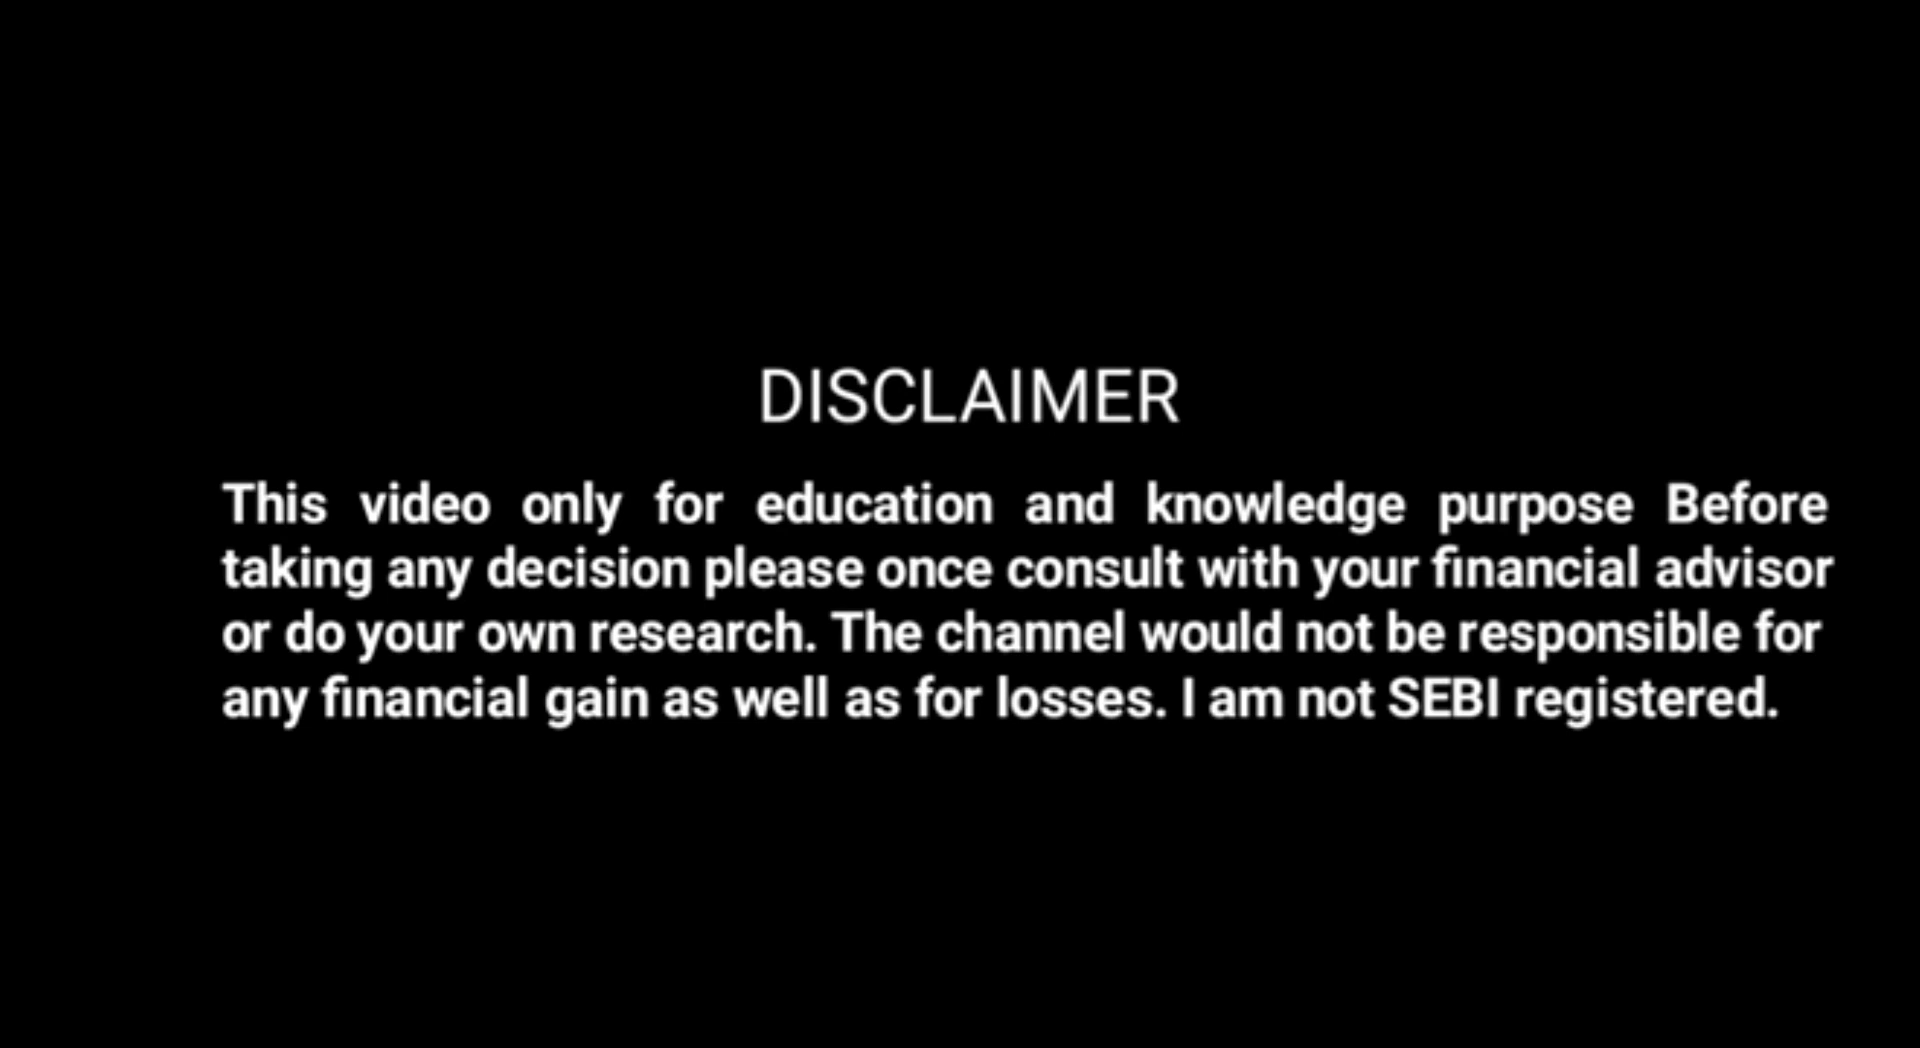 DISCLAIMER
This video only for education and knowledge purpose Before
taking any decision please once consult with your financial advisor
or do your own research. The channel would not be responsible for
any financial gain as well as for losses. I am not SEBI registered.